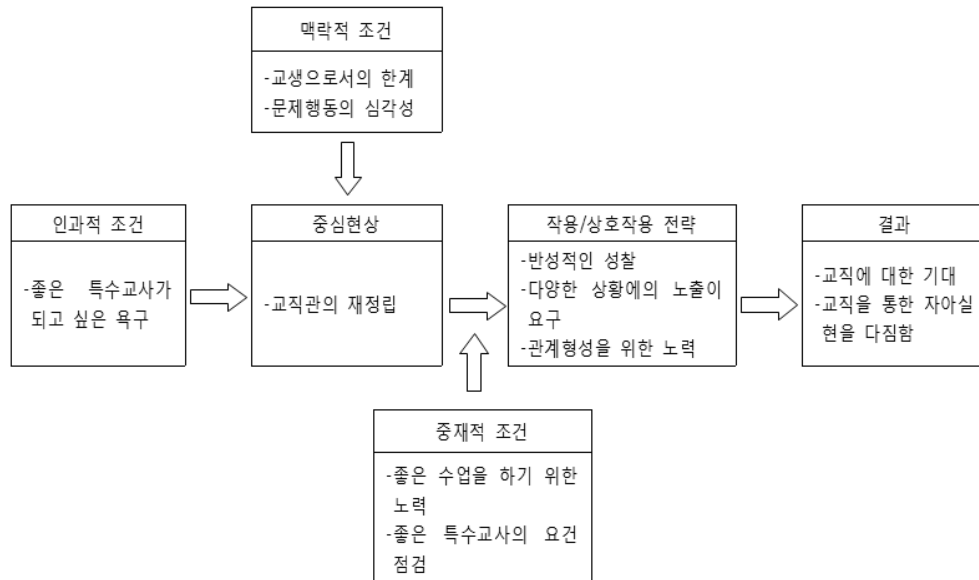 맥락적 조건
-교생으로서의 한계
-문제행동의 심각성
인과적 조건
-좋은 특수교사가
되고 싶은 욕구
중심현상
-교직관의 재정립
작용/상호작용 전략
-반성적인 성찰
-다양한 상황에의 노출이
요구
-관계형성을 위한 노력
결과
-교직에 대한 기대
-교직을 통한 자아실
현을 다짐함
중재적 조건
-좋은 수업을 하기 위한
노력
-좋은 특수교사의 요건
점검